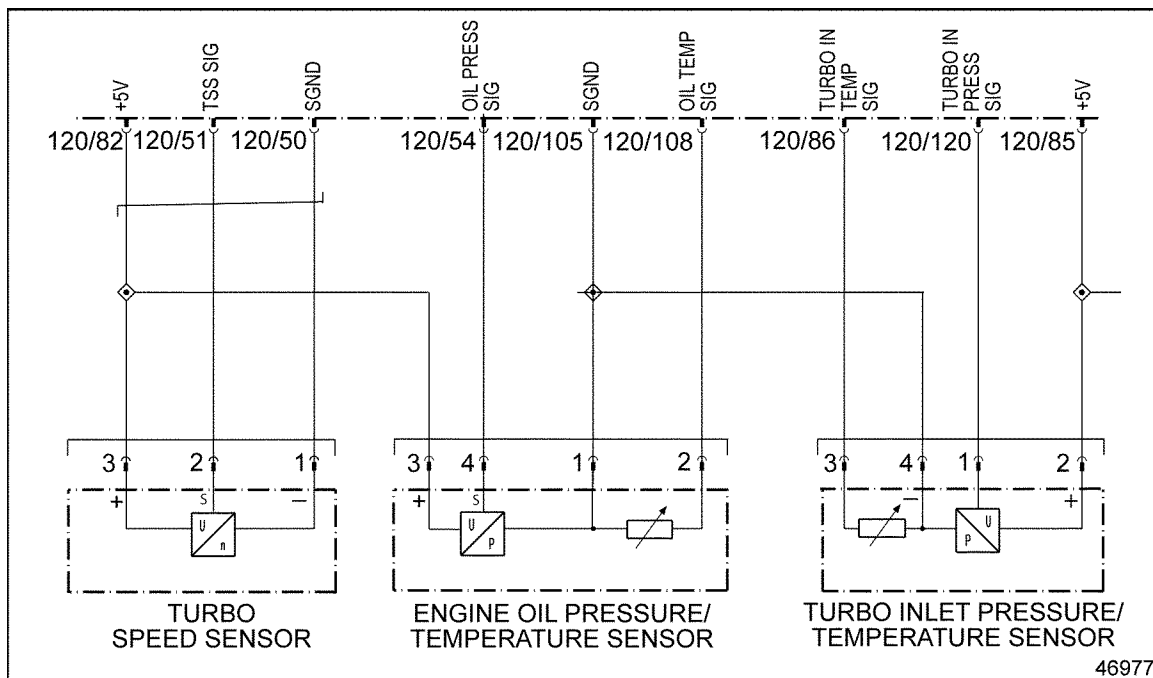 +5V
TSS SIG
SGND
OIL PRESS
SIG
SGND
OIL TEMP
SIG
TURBO IN
TEMP
SIG
TURBO IN
PRESS
SIG
+5V
120/82 120/51 120/50 120/54 120/105 120/108 120/86 120/120 120/85
3 2 1 3 4 1 2 3 4 1 2
+ S − + S − +
U
n
U
P
U
P
TURBO
SPEED SENSOR
ENGINE OIL PRESSURE/
TEMPERATURE SENSOR
TURBO INLET PRESSURE/
TEMPERATURE SENSOR
46977